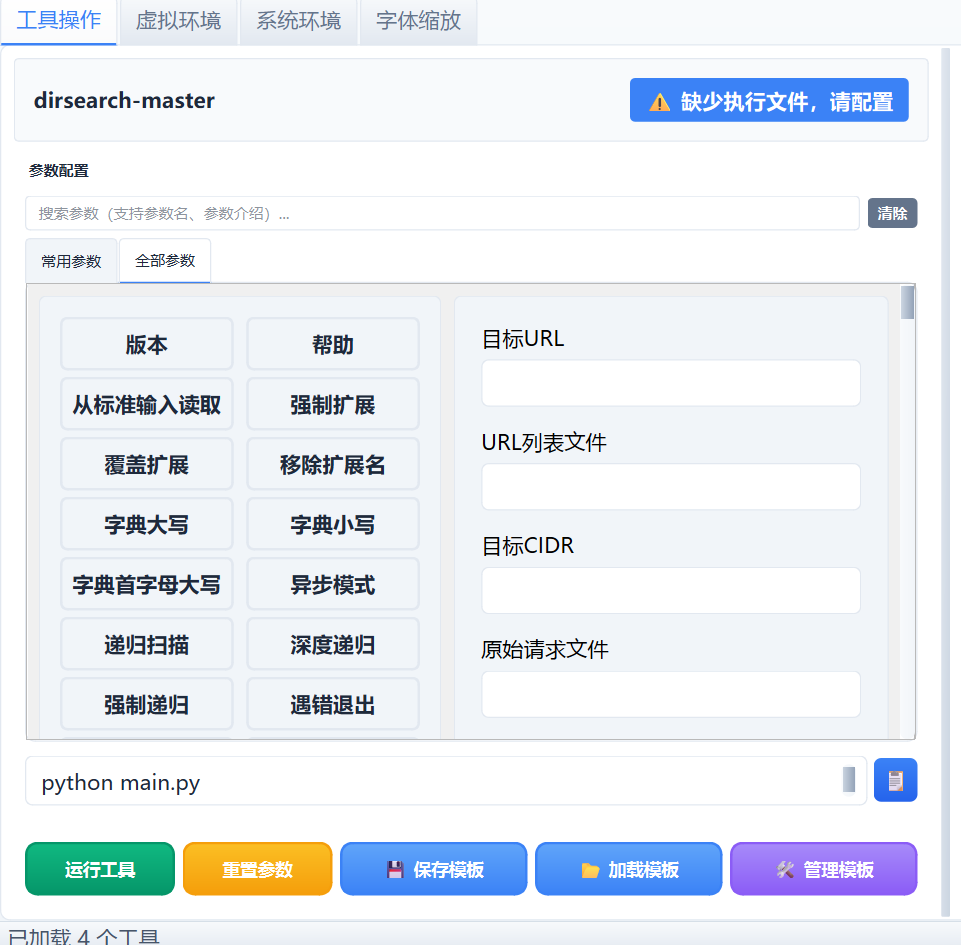 工具操作 虚拟环境 系统环境 字体缩放
dirsearch-master
缺少执行文件，请配置
参数配置
搜索参数（支持参数名、参数介绍）...
清除
常用参数 全部参数
版本 帮助
从标准输入读取 强制扩展
覆盖扩展 移除扩展名
字典大写 字典小写
字典首字母大写 异步模式
递归扫描 深度递归
强制递归 遇错退出
目标URL
URL列表文件
目标CIDR
原始请求文件
python main.py
运行工具 重置参数 保存模板 加载模板 管理模板
已加载 4 个工具